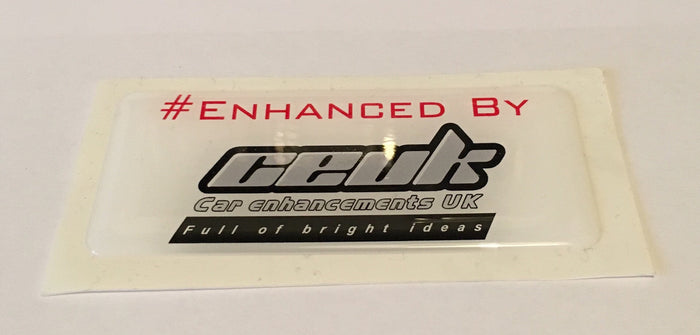 #ENHANCED BY
ceuk
Car enhancements UK
Full of bright ideas